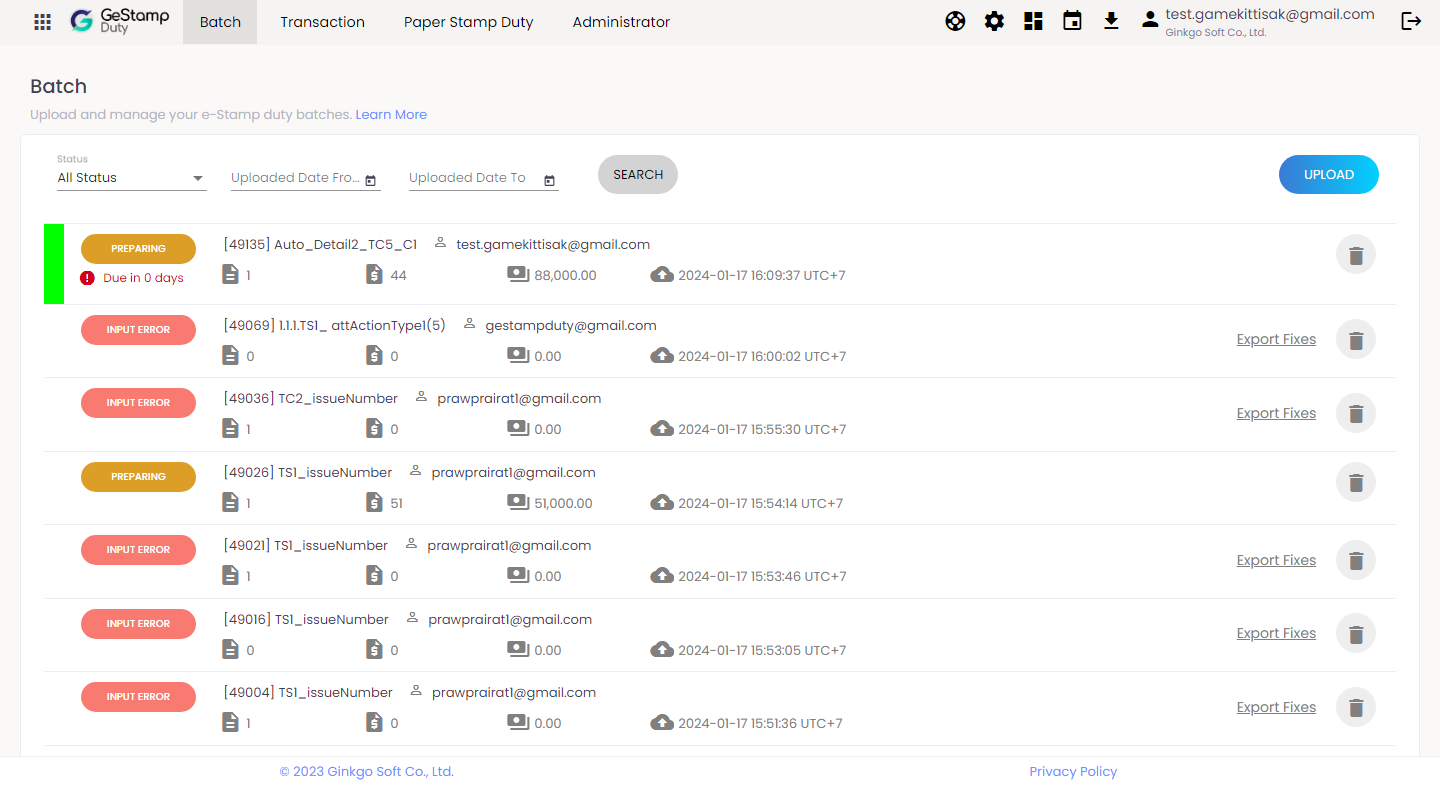 GeStamp
Duty
Batch
Transaction
Paper Stamp Duty
Administrator
test.gamekittisak@gmail.com
Ginkgo Soft Co., Ltd.
Batch
Upload and manage your e-Stamp duty batches. Learn More
Status
All Status
Uploaded Date Fro...
Uploaded Date To
SEARCH
UPLOAD
PREPARING
[49135] Auto_Detail2_TC5_C1
test.gamekittisak@gmail.com
Due in 0 days
1
44
88,000.00
2024-01-17 16:09:37 UTC+7
INPUT ERROR
[49069] 1.1.1.TS1_ attActionType1(5)
gestampduty@gmail.com
0
0
0.00
2024-01-17 16:00:02 UTC+7
Export Fixes
INPUT ERROR
[49036] TC2_issueNumber
prawprairat1@gmail.com
1
0
0.00
2024-01-17 15:55:30 UTC+7
Export Fixes
PREPARING
[49026] TS1_issueNumber
prawprairat1@gmail.com
1
51
51,000.00
2024-01-17 15:54:14 UTC+7
INPUT ERROR
[49021] TS1_issueNumber
prawprairat1@gmail.com
1
0
0.00
2024-01-17 15:53:46 UTC+7
Export Fixes
INPUT ERROR
[49016] TS1_issueNumber
prawprairat1@gmail.com
0
0
0.00
2024-01-17 15:53:05 UTC+7
Export Fixes
INPUT ERROR
[49004] TS1_issueNumber
prawprairat1@gmail.com
1
0
0.00
2024-01-17 15:51:36 UTC+7
Export Fixes
© 2023 Ginkgo Soft Co., Ltd.
Privacy Policy